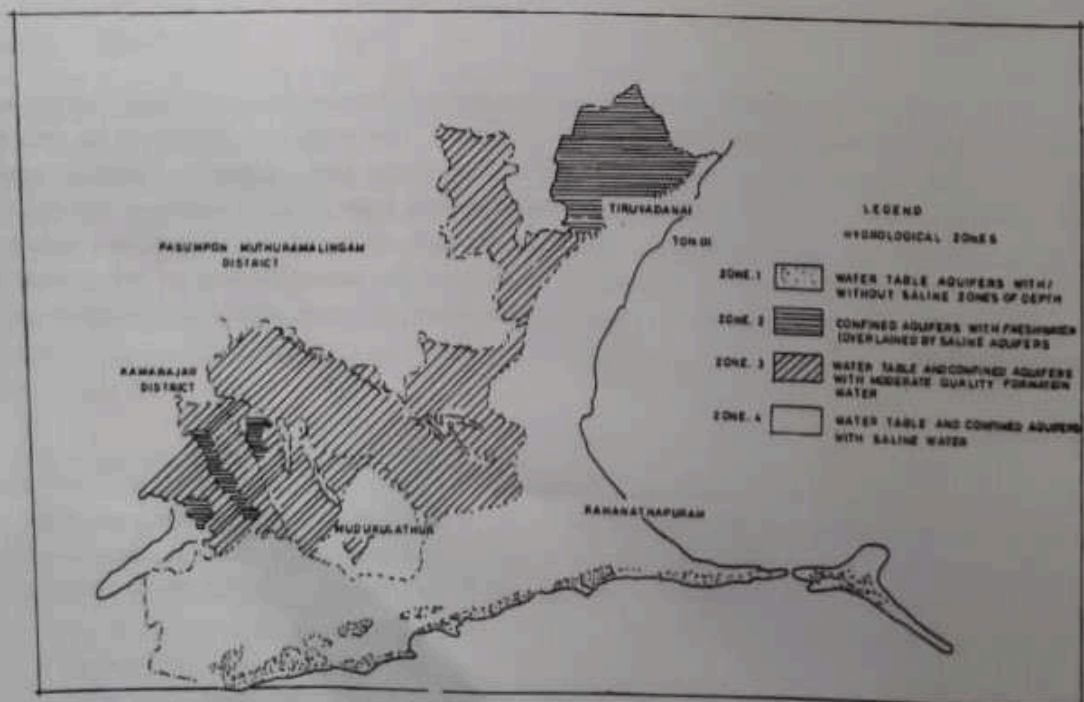 TIRUVADANAI
TONDI
PASUMPON MUTHURAMALINGAM
DISTRICT
KAMARAJAR
DISTRICT
MUDUKULATHUR
RAMANATHAPURAM
LEGEND
HYDROLOGICAL ZONES
ZONE.1 WATER TABLE AQUIFERS WITH/
WITHOUT SALINE ZONES OF DEPTH
ZONE. 2 CONFINED AQUIFERS WITH FRESHWATER
(OVERLAINED BY SALINE AQUIFERS
ZONE. 3 WATER TABLE AND CONFINED AQUIFERS
WITH MODERATE QUALITY FORMATION
WATER
ZONE.4 WATER TABLE AND CONFINED AQUIFERS
WITH SALINE WATER